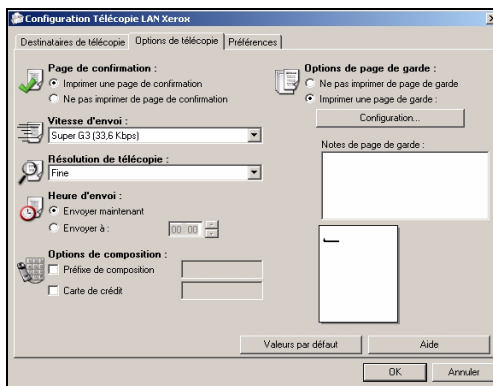 Configuration Télécopie LAN Xerox
Destinataires de télécopie
Options de télécopie
Préférences
Page de confirmation :
Imprimer une page de confirmation
Ne pas imprimer de page de confirmation
Vitesse d'envoi :
Super G3 (33,6 Kbps)
Résolution de télécopie :
Fine
Heure d'envoi :
Envoyer maintenant
Envoyer à :
00:00
Options de composition :
Préfixe de composition
Carte de crédit
Options de page de garde :
Ne pas imprimer de page de garde
Imprimer une page de garde :
Configuration...
Notes de page de garde :
Valeurs par défaut
Aide
OK
Annuler